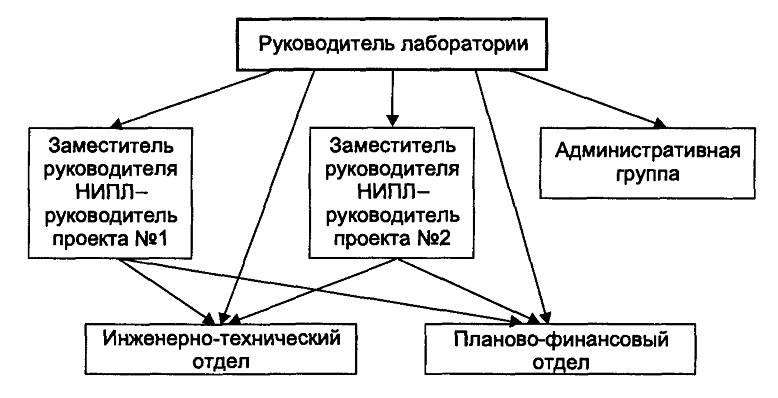 Руководитель лаборатории
Заместитель
руководителя
НИПЛ–
руководитель
проекта №1
Заместитель
руководителя
НИПЛ–
руководитель
проекта №2
Административная
группа
Инженерно-технический
отдел
Планово-финансовый
отдел